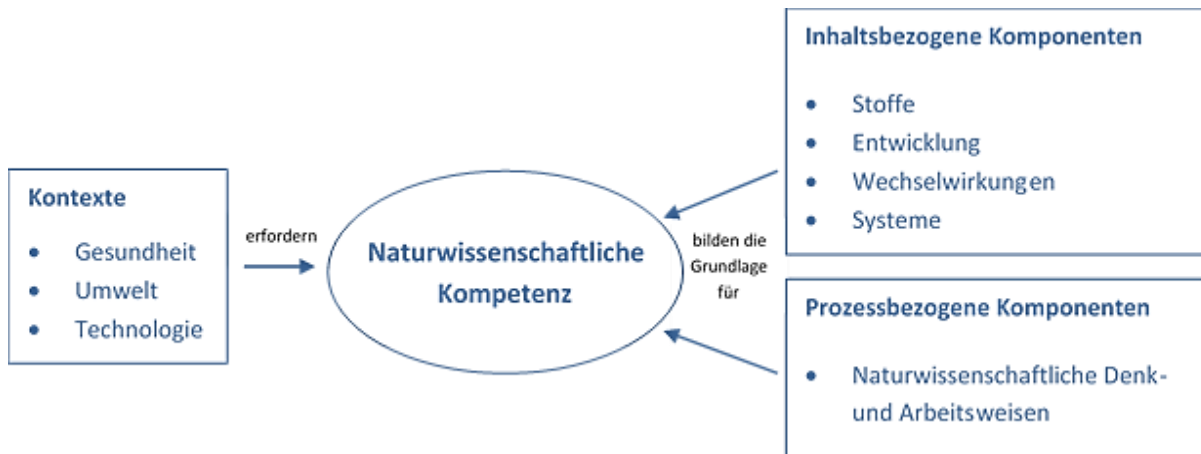 Kontexte
• Gesundheit
• Umwelt
• Technologie
erfordern
Naturwissenschaftliche
Kompetenz
bilden die
Grundlage
für
Inhaltsbezogene Komponenten
• Stoffe
• Entwicklung
• Wechselwirkungen
• Systeme
Prozessbezogene Komponenten
• Naturwissenschaftliche Denk-
und Arbeitsweisen